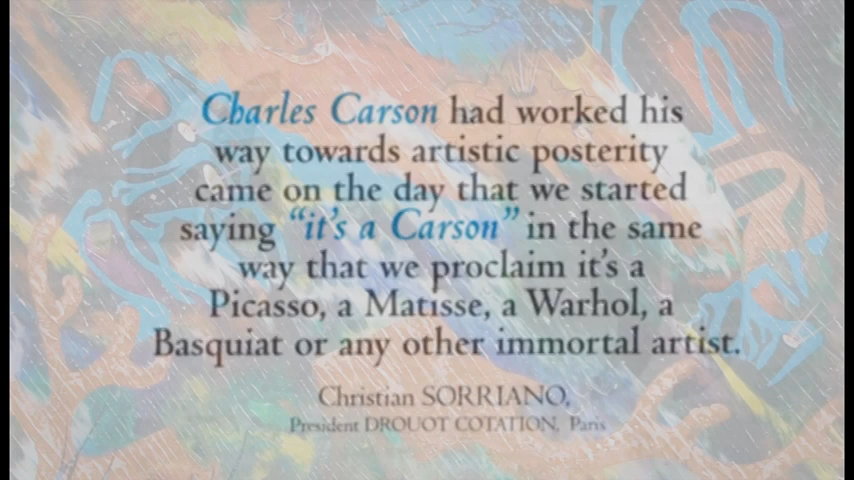 Charles Carson had worked his
way towards artistic posterity
came on the day that we started
saying “it's a Carson” in the same
way that we proclaim it's a
Picasso, a Matisse, a Warhol, a
Basquiat or any other immortal artist.
Christian SORRIANO,
President DROUOT COTATION, Paris